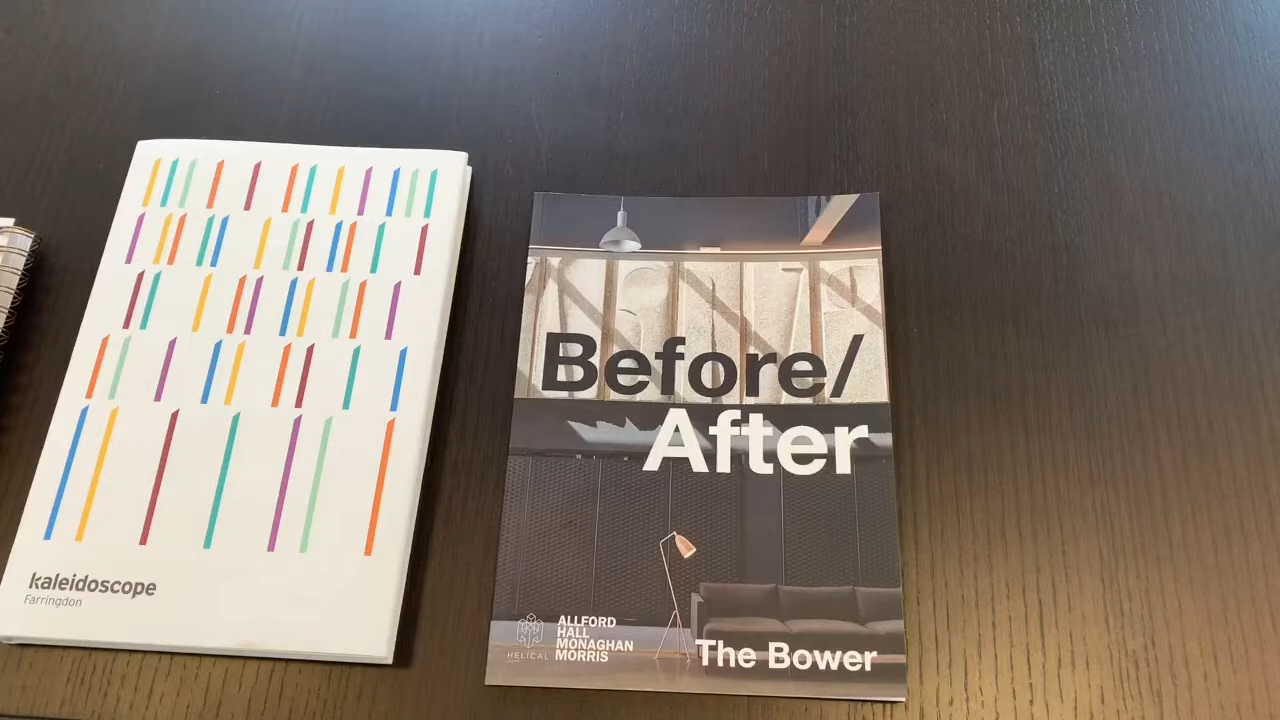 kaleidoscope
Farringdon
Before/
After
HELICAL
ALLFORD
HALL
MONAGHAN
MORRIS
The Bower